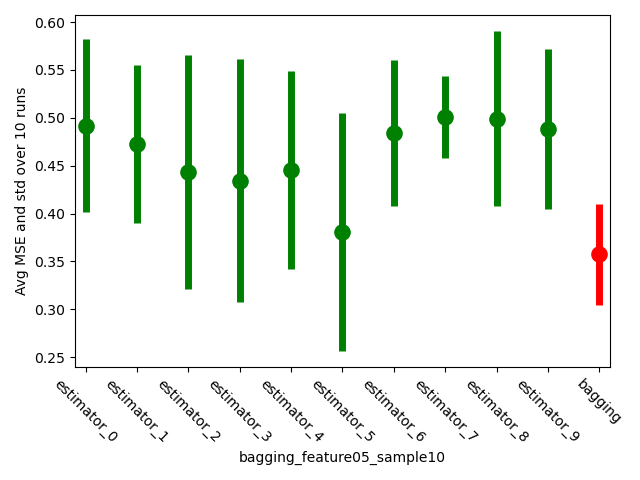 Avg MSE and std over 10 runs
0.60
0.55
0.50
0.45
0.40
0.35
0.30
0.25
estimator_0
estimator_1
estimator_2
estimator_3
estimator_4
estimator_5
estimator_6
estimator_7
estimator_8
estimator_9
bagging
bagging_feature05_sample10